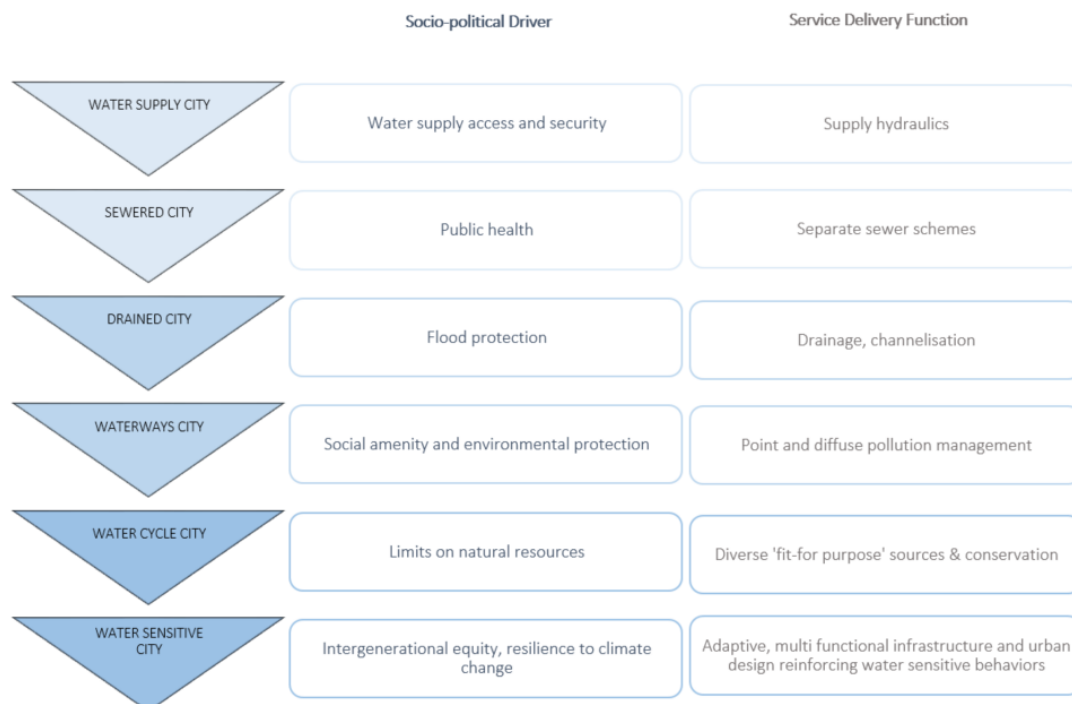 Socio-political Driver
Service Delivery Function
WATER SUPPLY CITY
Water supply access and security
Supply hydraulics
SEWERED CITY
Public health
Separate sewer schemes
DRAINED CITY
Flood protection
Drainage, channelisation
WATERWAYS CITY
Social amenity and environmental protection
Point and diffuse pollution management
WATER CYCLE CITY
Limits on natural resources
Diverse 'fit-for purpose' sources & conservation
WATER SENSITIVE
CITY
Intergenerational equity, resilience to climate
change
Adaptive, multi functional infrastructure and urban
design reinforcing water sensitive behaviors